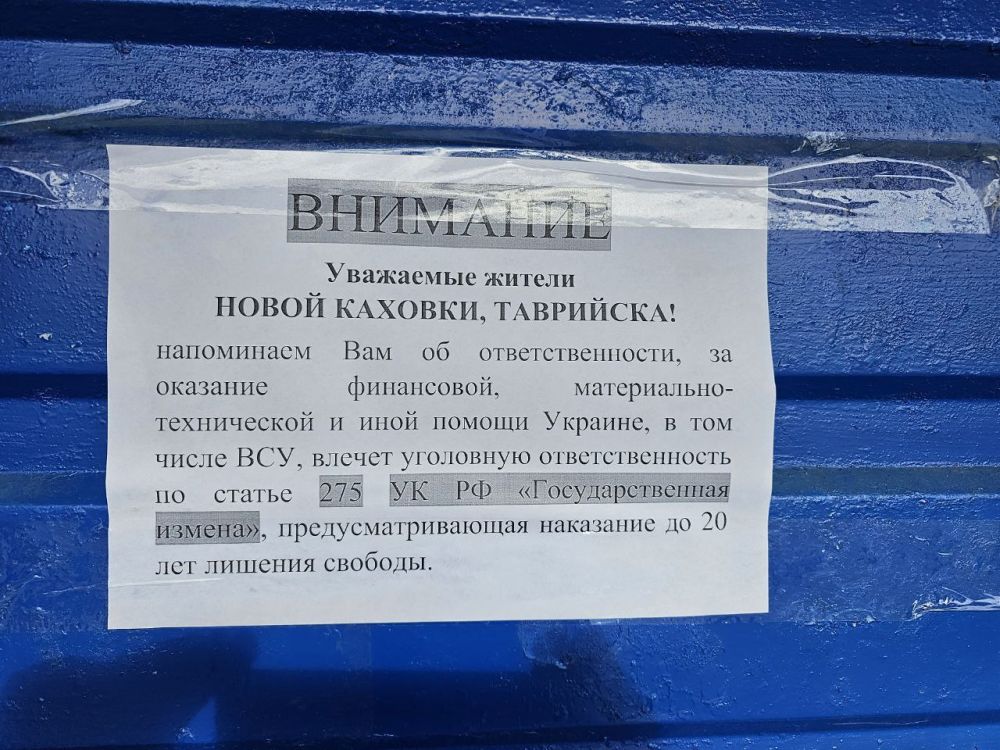 ВНИМАНИЕ
Уважаемые жители
НОВОЙ КАХОВКИ, ТАВРИЙСКА!
напоминаем Вам об ответственности, за
оказание финансовой, материально-
технической и иной помощи Украине, в том
числе ВСУ, влечет уголовную ответственность
по статье 275 УК РФ «Государственная
измена», предусматривающая наказание до 20
лет лишения свободы.